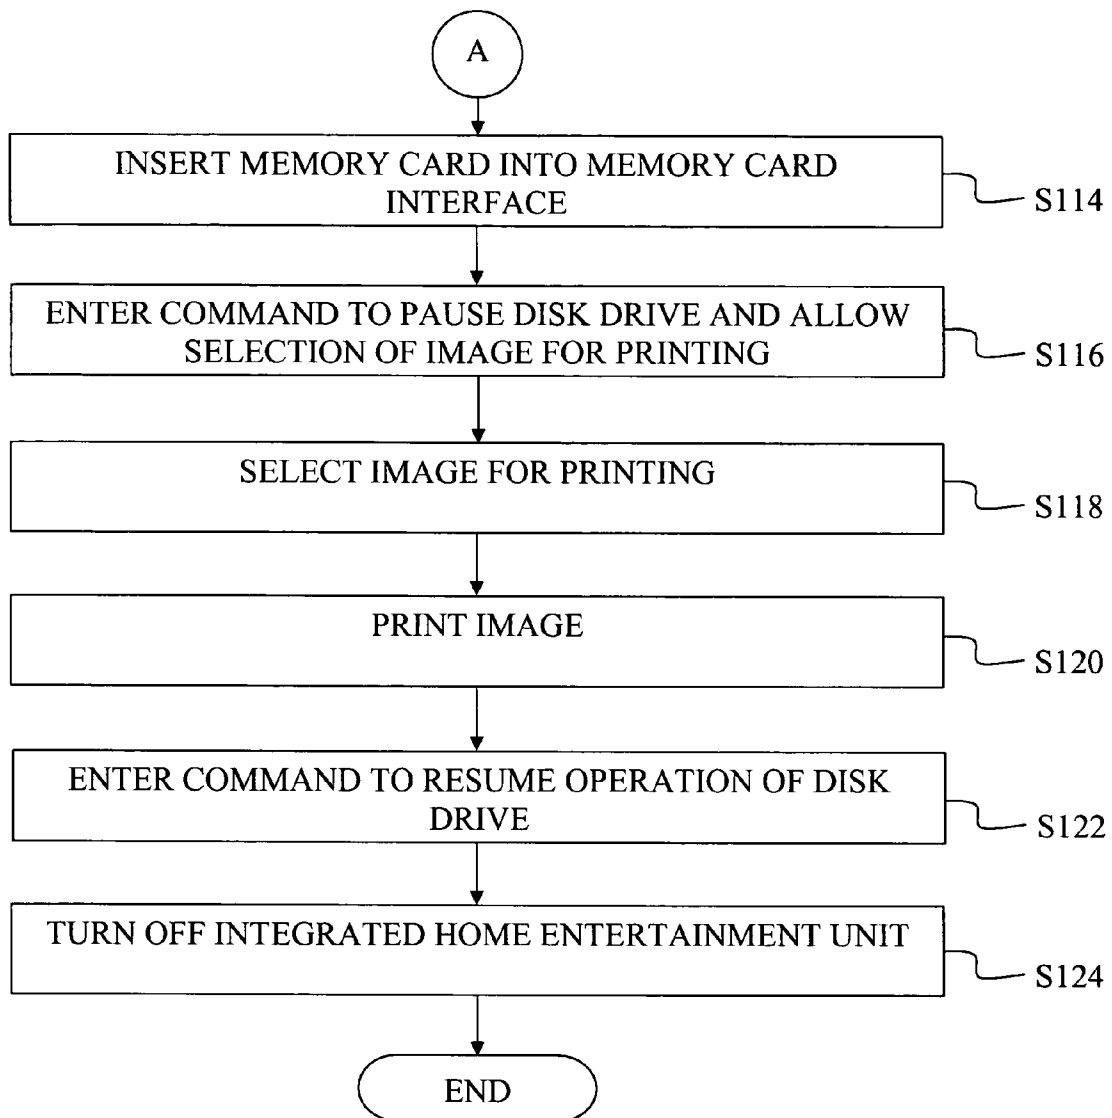 A
INSERT MEMORY CARD INTO MEMORY CARD
INTERFACE
S114
ENTER COMMAND TO PAUSE DISK DRIVE AND ALLOW
SELECTION OF IMAGE FOR PRINTING
S116
SELECT IMAGE FOR PRINTING
S118
PRINT IMAGE
S120
ENTER COMMAND TO RESUME OPERATION OF DISK
DRIVE
S122
TURN OFF INTEGRATED HOME ENTERTAINMENT UNIT
S124
END